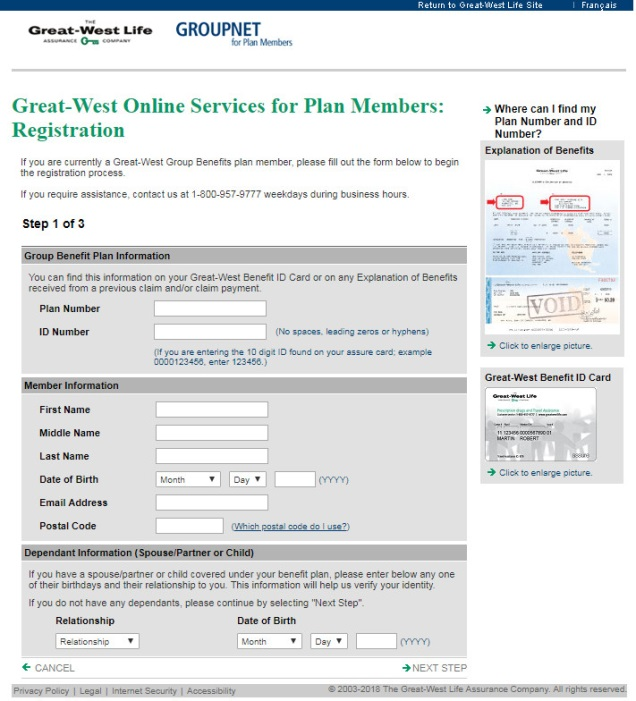 Return to Great-West Life Site | Français
THE
Great-West Life
ASSURANCE COMPANY
GROUPNET
for Plan Members
Great-West Online Services for Plan Members:
Registration
If you are currently a Great-West Group Benefits plan member, please fill out the form below to begin
the registration process.
If you require assistance, contact us at 1-800-957-9777 weekdays during business hours.
Step 1 of 3
Group Benefit Plan Information
You can find this information on your Great-West Benefit ID Card or on any Explanation of Benefits
received from a previous claim and/or claim payment.
Plan Number
ID Number (No spaces, leading zeros or hyphens)
(If you are entering the 10 digit ID found on your assure card; example
0000123456, enter 123456.)
Member Information
First Name
Middle Name
Last Name
Date of Birth Month Day (YYYY)
Email Address
Postal Code (Which postal code do I use?)
Dependant Information (Spouse/Partner or Child)
If you have a spouse/partner or child covered under your benefit plan, please enter below any one
of their birthdays and their relationship to you. This information will help us verify your identity.
If you do not have any dependants, please continue by selecting "Next Step".
Relationship Date of Birth
Relationship Month Day (YYYY)
CANCEL NEXT STEP
Where can I find my
Plan Number and ID
Number?
Explanation of Benefits
VOID
Click to enlarge picture.
Great-West Benefit ID Card
Great-West Life
MARTIN ROBERT
Click to enlarge picture.
Privacy Policy | Legal | Internet Security | Accessibility © 2003-2018 The Great-West Life Assurance Company. All rights reserved.